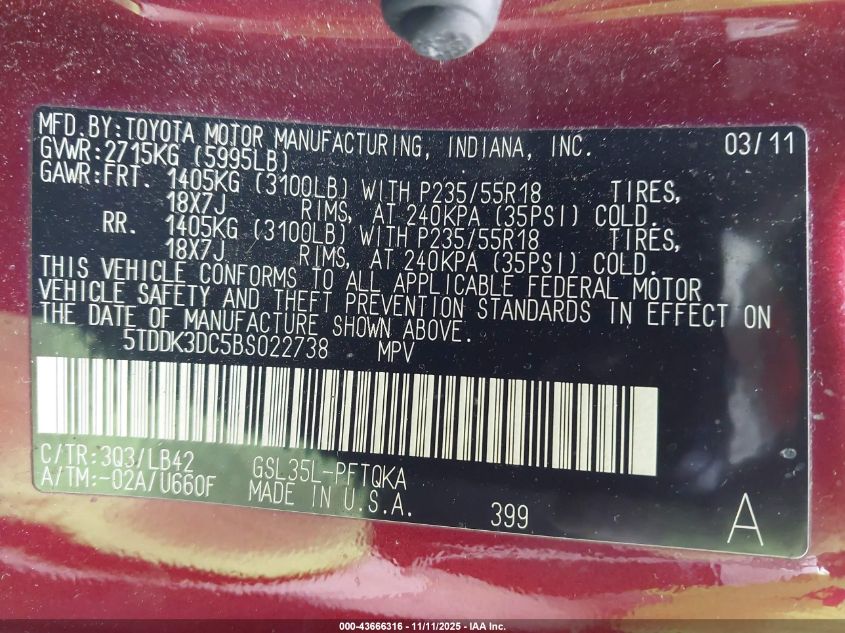 MFD.BY:TOYOTA MOTOR MANUFACTURING, INDIANA, INC. 03/11
GVWR:2715KG (5995LB)
GAWR:FRT. 1405KG (3100LB) WITH P235/55R18 TIRES,
18X7J RIMS, AT 240KPA (35PSI) COLD.
RR. 1405KG (3100LB) WITH P235/55R18 TIRES,
18X7J RIMS, AT 240KPA (35PSI) COLD.
THIS VEHICLE CONFORMS TO ALL APPLICABLE FEDERAL MOTOR
VEHICLE SAFETY AND THEFT PREVENTION STANDARDS IN EFFECT ON
THE DATE OF MANUFACTURE SHOWN ABOVE.
5TDDK3DC5BS022738 MPV
C/TR:3Q3/LB42 GSL35L-PFTQKA
A/TM:-02A/U660F MADE IN U.S.A.
399 A
000-43666316 - 11/11/2025 - IAA Inc.